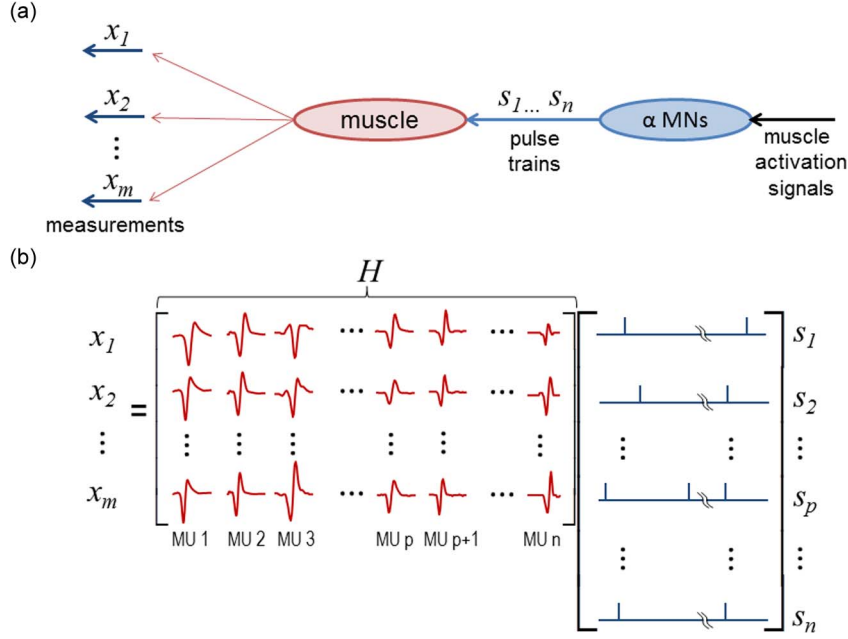 (a)
x1
x2
⋮
xm
measurements
muscle
s1... sn
pulse
trains
α MNs
muscle
activation
signals
(b)
H
x1
x2
⋮
xm
=
... ...
MU 1 MU 2 MU 3 MU p MU p+1 MU n
s1
s2
⋮
sp
⋮
sn